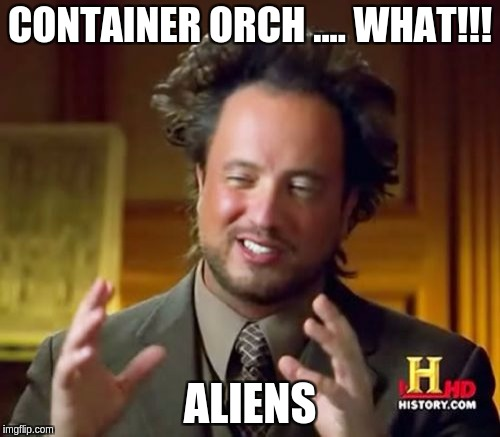 CONTAINER ORCH .... WHAT!!!
ALIENS
H HD
HISTORY.COM
imgflip.com